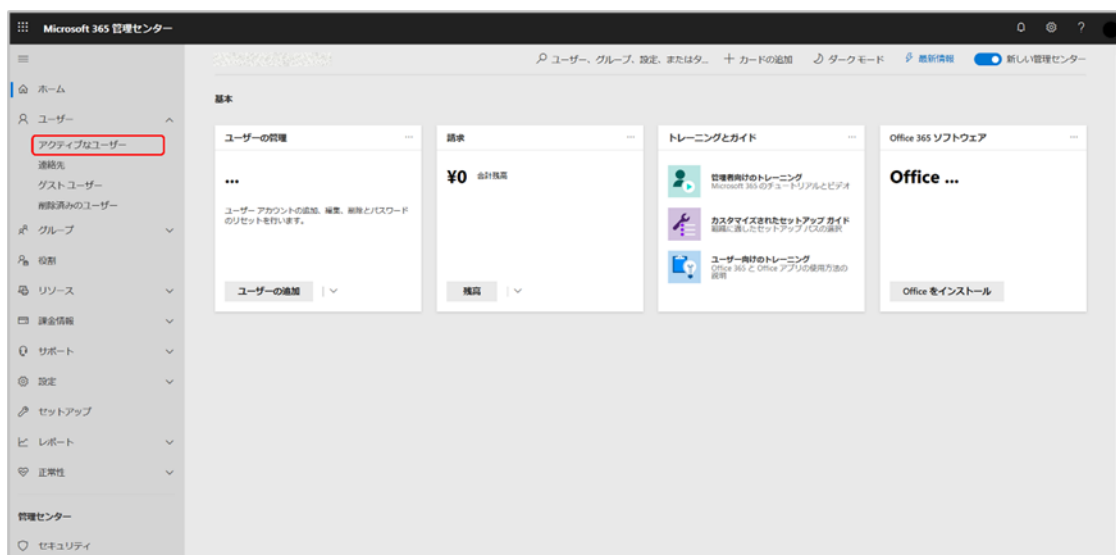 Microsoft 365 管理センター
?
ユーザー、グループ、設定、またはタ...
カードの追加
ダーク モード
最新情報
新しい管理センター
ホーム
ユーザー
アクティブなユーザー
連絡先
ゲスト ユーザー
削除済みのユーザー
グループ
役割
リソース
課金情報
サポート
設定
セットアップ
レポート
正常性
管理センター
セキュリティ
基本
ユーザーの管理
...
ユーザー アカウントの追加、編集、削除とパスワード
のリセットを行います。
ユーザーの追加
請求
¥0 合計残高
残高
トレーニングとガイド
管理者向けのトレーニング
Microsoft 365 のチュートリアルとビデオ
カスタマイズされたセットアップ ガイド
組織に適したセットアップ パスの選択
ユーザー向けのトレーニング
Office 365 と Office アプリの使用方法の
説明
Office 365 ソフトウェア
Office ...
Office をインストール